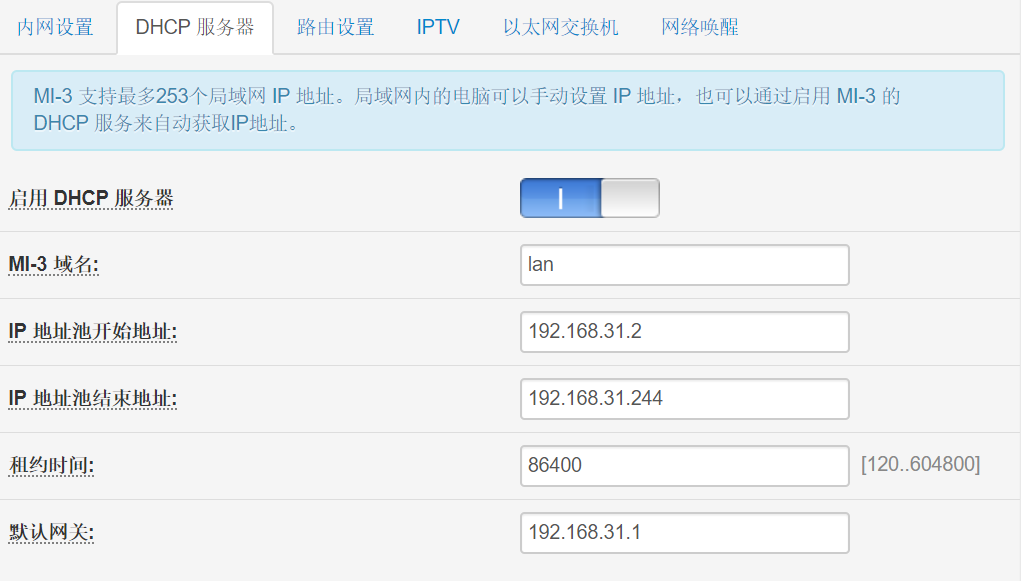 内网设置 DHCP 服务器 路由设置 IPTV 以太网交换机 网络唤醒
MI-3 支持最多253个局域网 IP 地址。局域网内的电脑可以手动设置 IP 地址，也可以通过启用 MI-3 的
DHCP 服务来自动获取IP地址。
启用 DHCP 服务器
MI-3 域名: lan
IP 地址池开始地址: 192.168.31.2
IP 地址池结束地址: 192.168.31.244
租约时间: 86400 [120..604800]
默认网关: 192.168.31.1